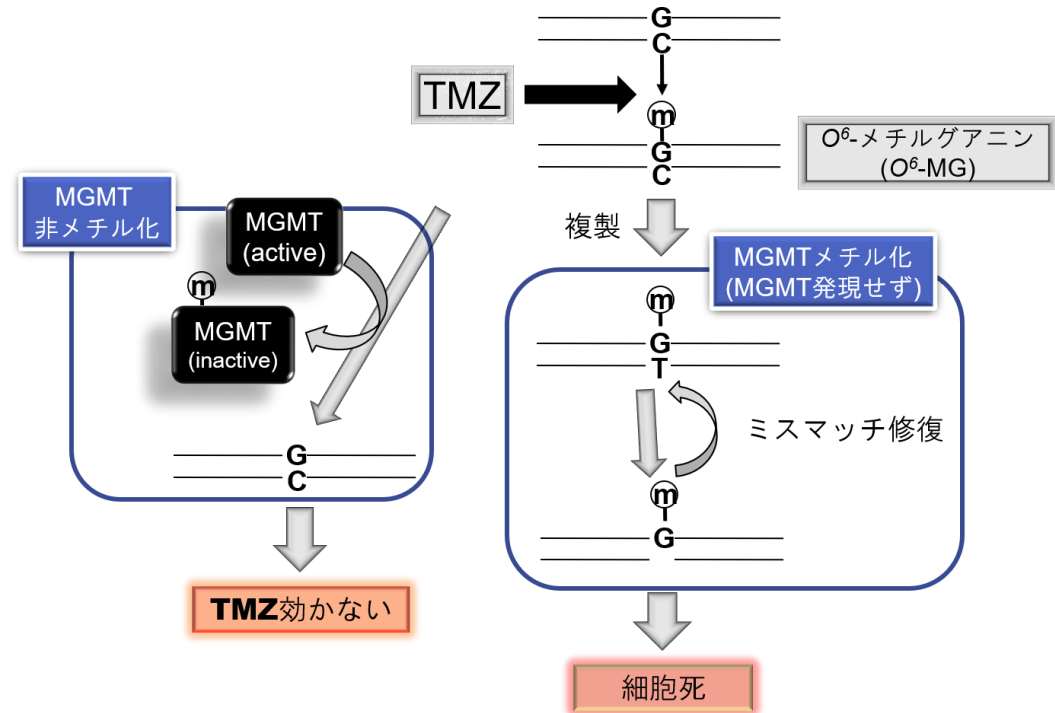 G
C
TMZ
m
G
C
O⁶-メチルグアニン
(O⁶-MG)
複製
MGMT
非メチル化
MGMT
(active)
m
MGMT
(inactive)
G
C
TMZ効かない
MGMTメチル化
(MGMT発現せず)
m
G
T
ミスマッチ修復
m
G
細胞死